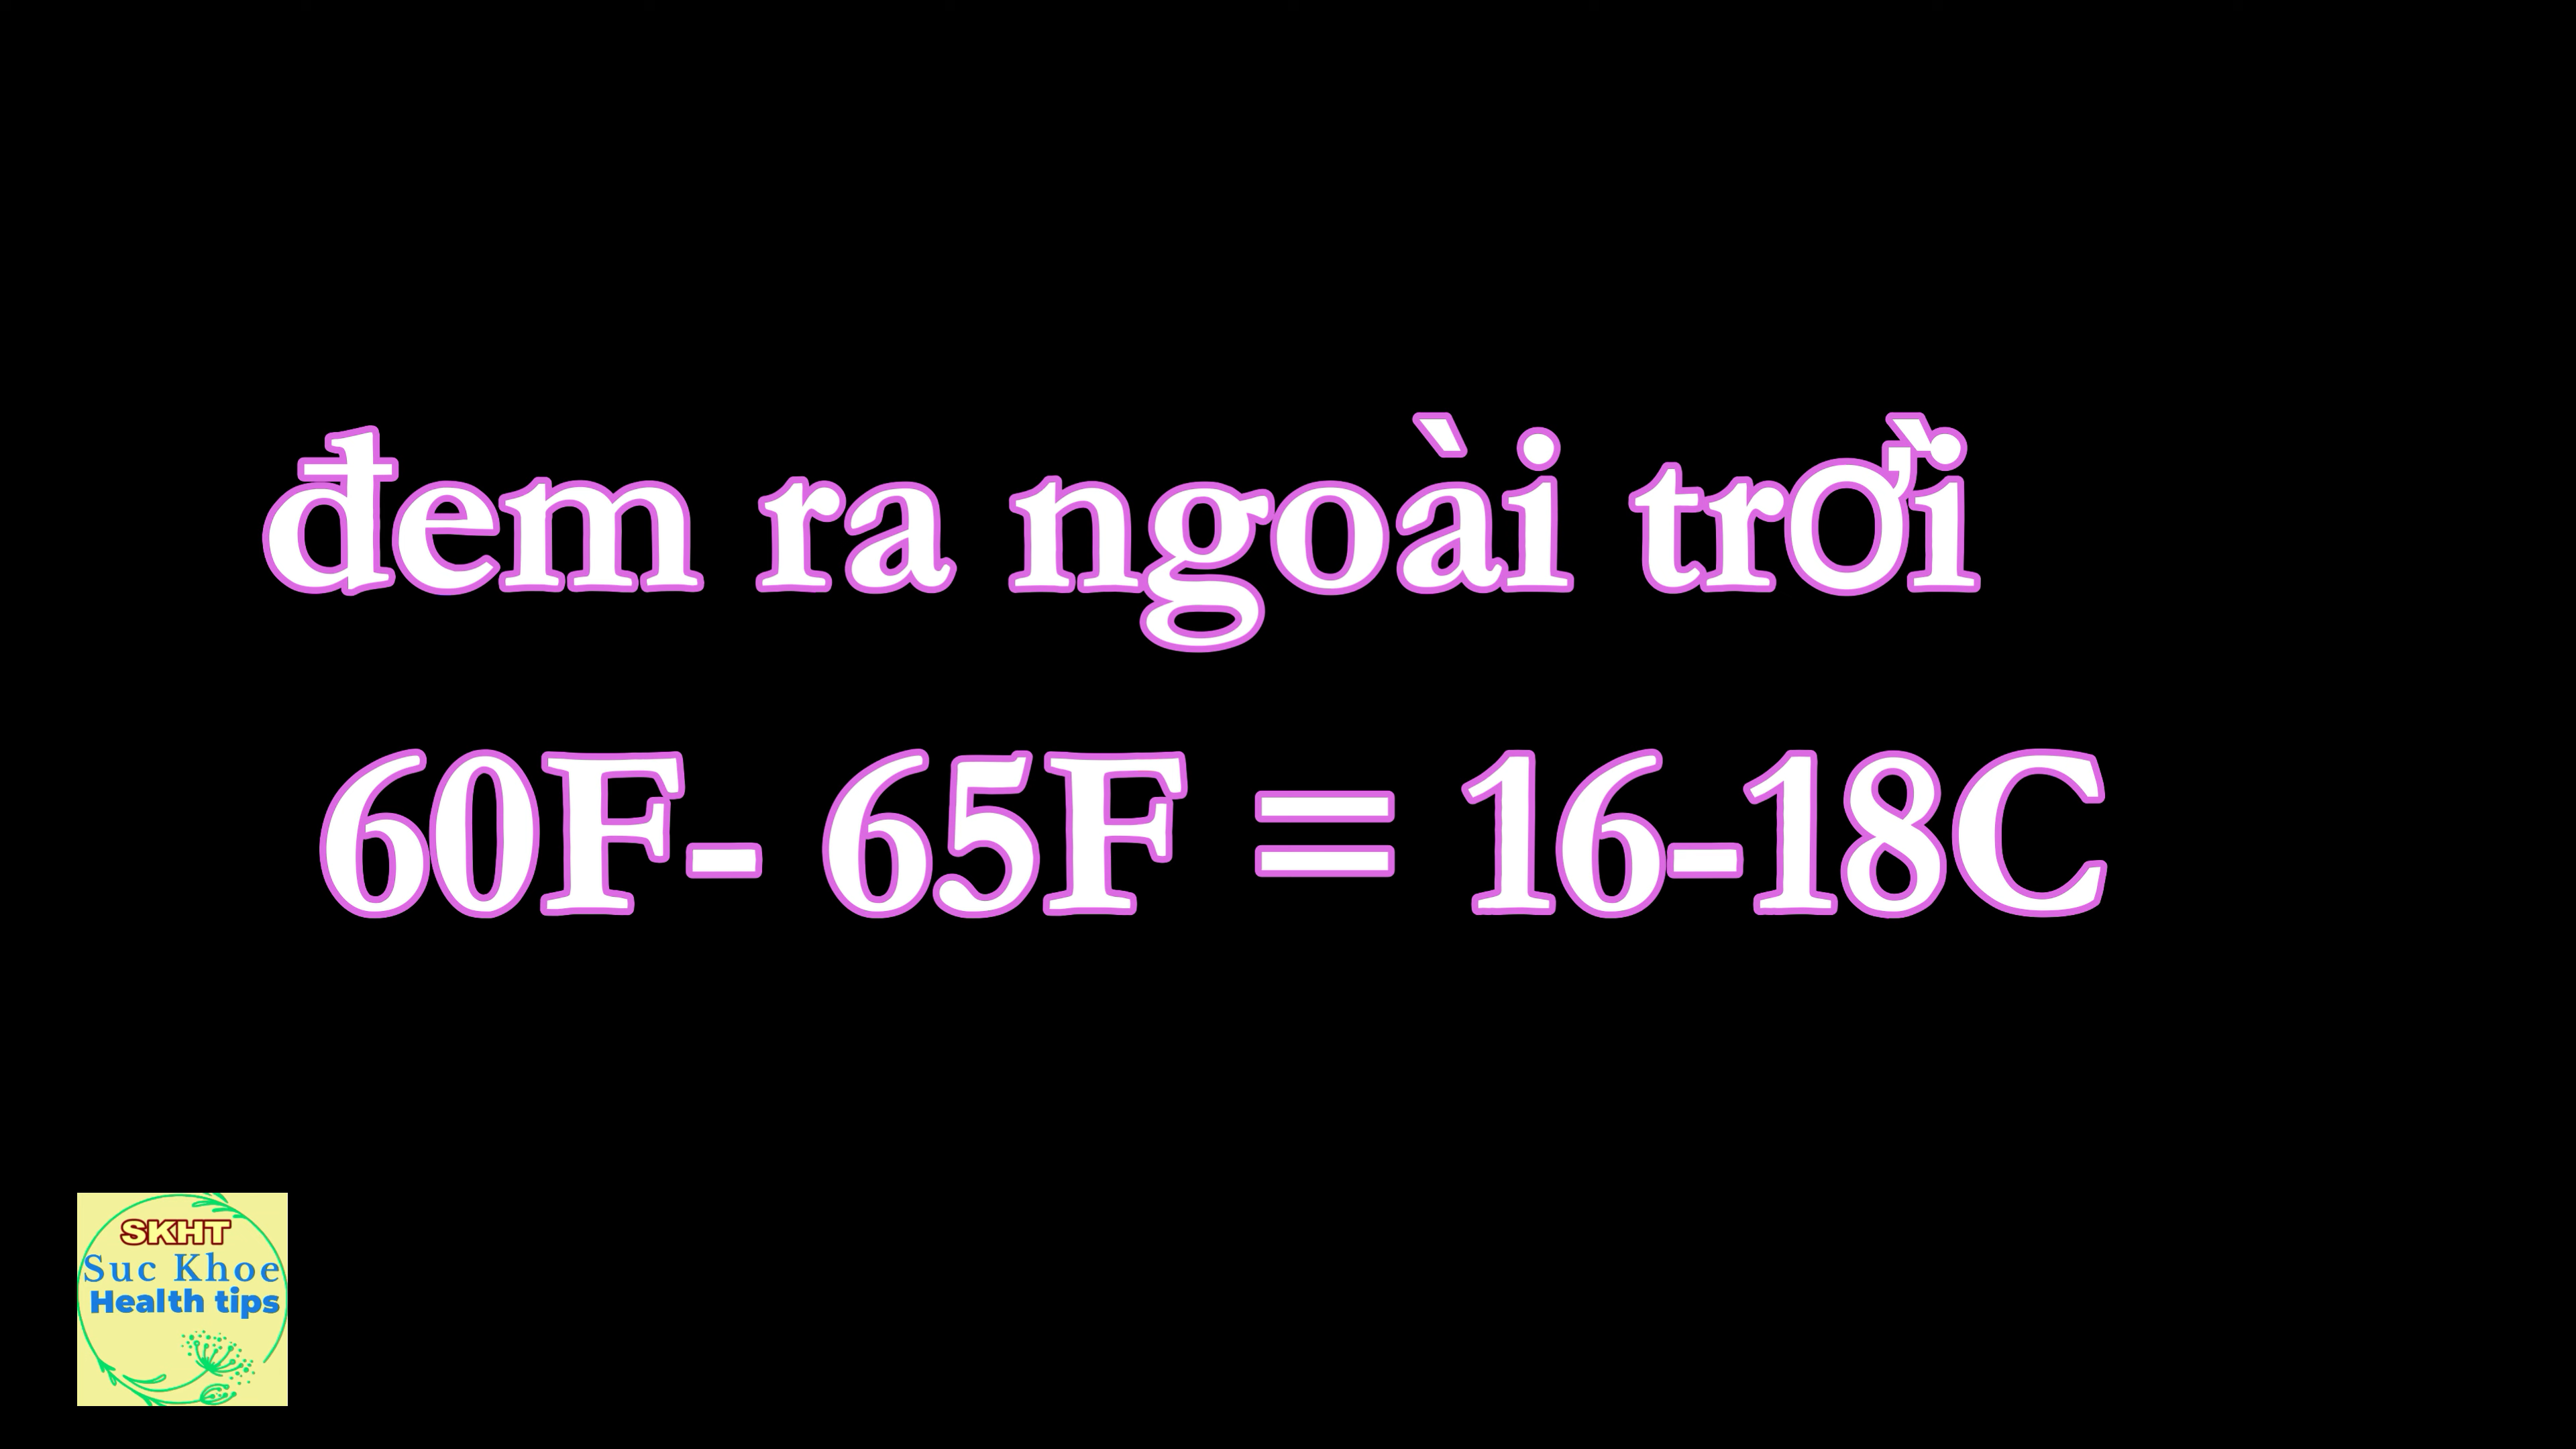 đem ra ngoài trời
60F- 65F = 16-18C
SKHT
Suc Khoe
Health tips